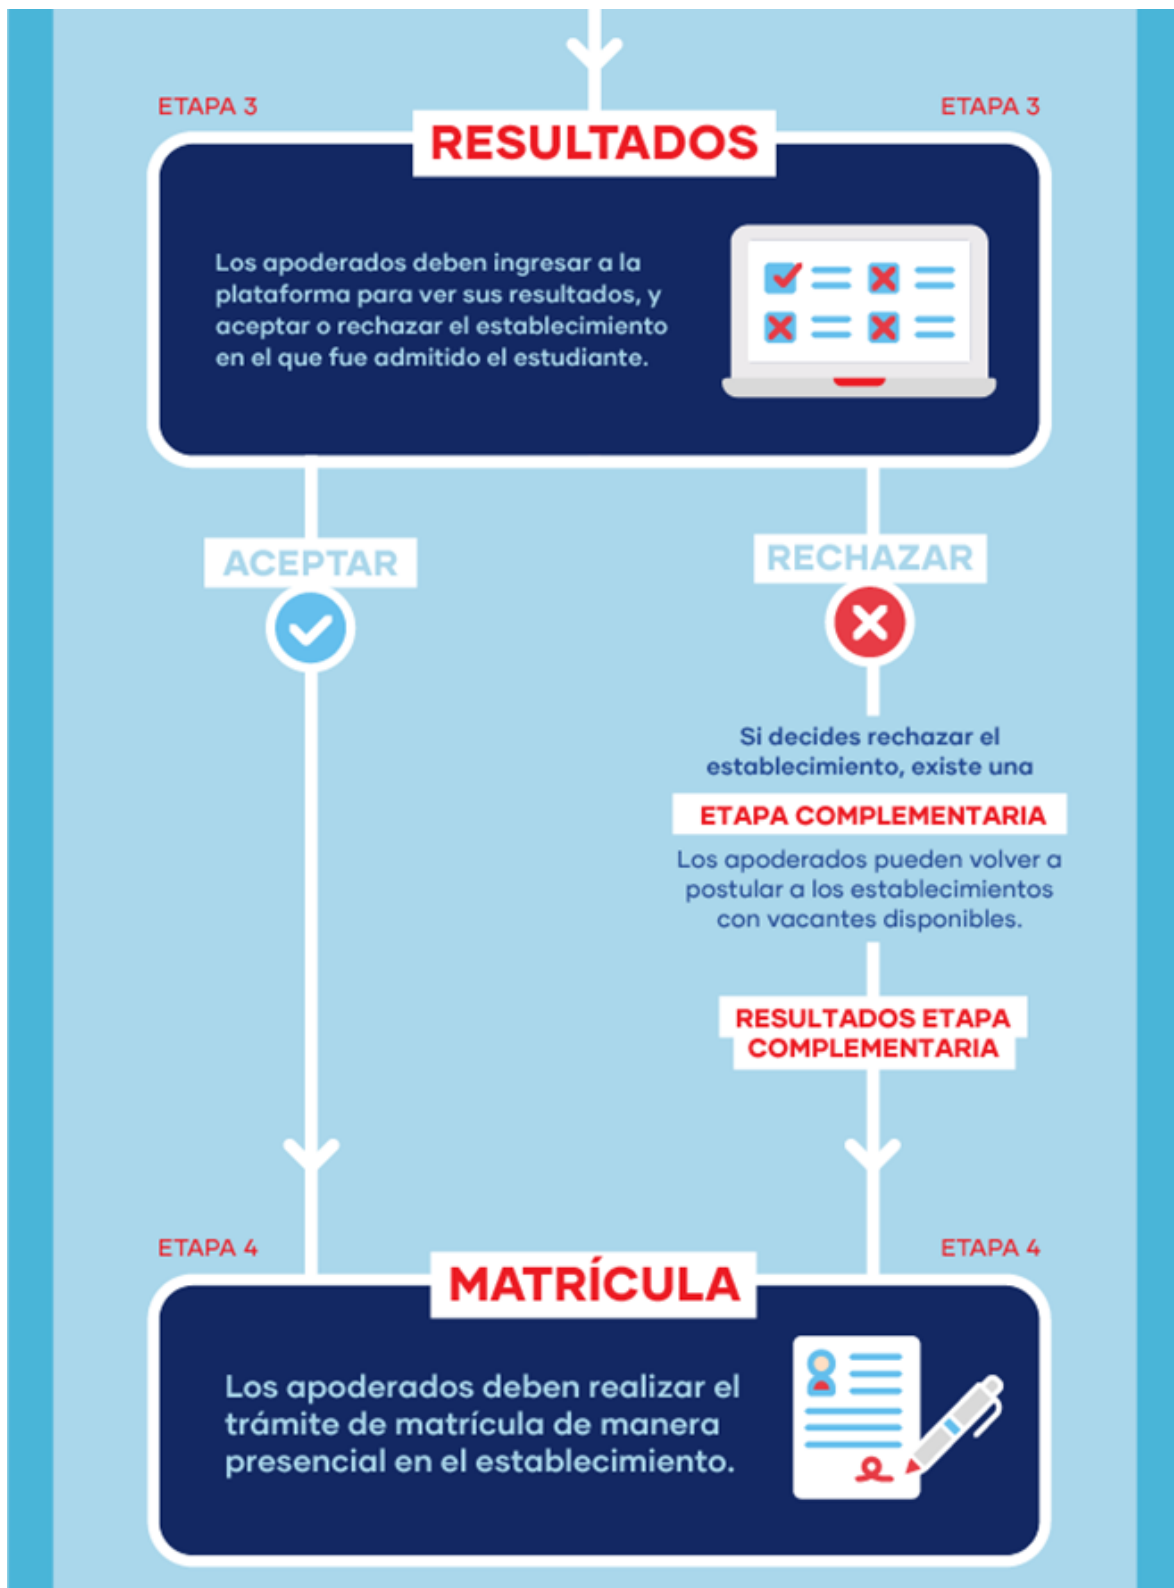 ETAPA 3
ETAPA 3
RESULTADOS
Los apoderados deben ingresar a la
plataforma para ver sus resultados, y
aceptar o rechazar el establecimiento
en el que fue admitido el estudiante.
ACEPTAR
RECHAZAR
Si decides rechazar el
establecimiento, existe una
ETAPA COMPLEMENTARIA
Los apoderados pueden volver a
postular a los establecimientos
con vacantes disponibles.
RESULTADOS ETAPA
COMPLEMENTARIA
ETAPA 4
ETAPA 4
MATRÍCULA
Los apoderados deben realizar el
trámite de matrícula de manera
presencial en el establecimiento.